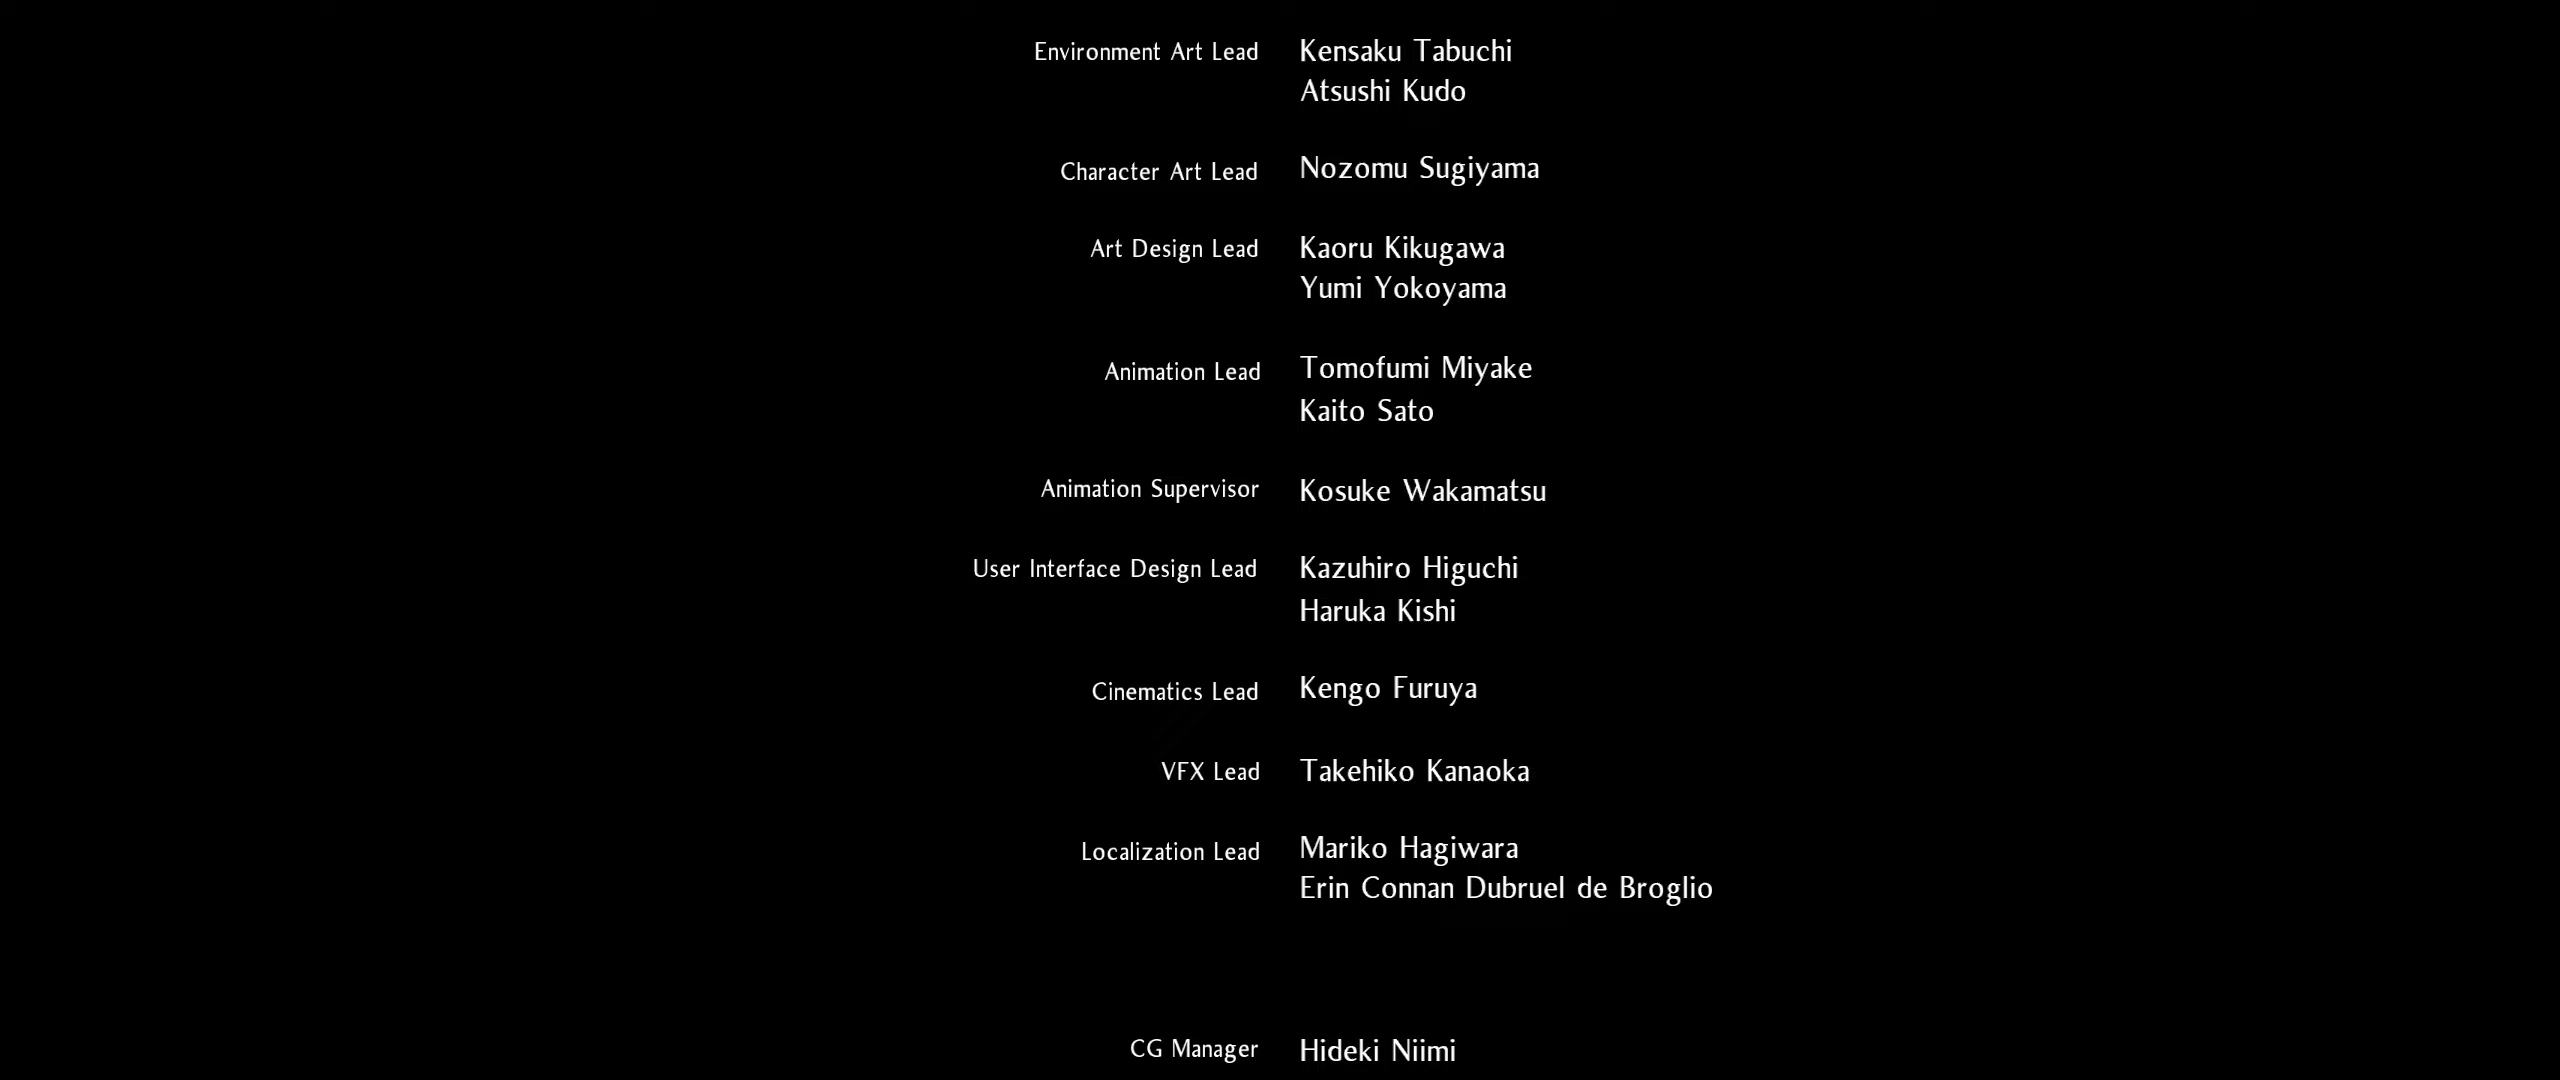 Environment Art Lead Kensaku Tabuchi
Atsushi Kudo
Character Art Lead Nozomu Sugiyama
Art Design Lead Kaoru Kikugawa
Yumi Yokoyama
Animation Lead Tomofumi Miyake
Kaito Sato
Animation Supervisor Kosuke Wakamatsu
User Interface Design Lead Kazuhiro Higuchi
Haruka Kishi
Cinematics Lead Kengo Furuya
VFX Lead Takehiko Kanaoka
Localization Lead Mariko Hagiwara
Erin Connan Dubruel de Broglio
CG Manager Hideki Niimi